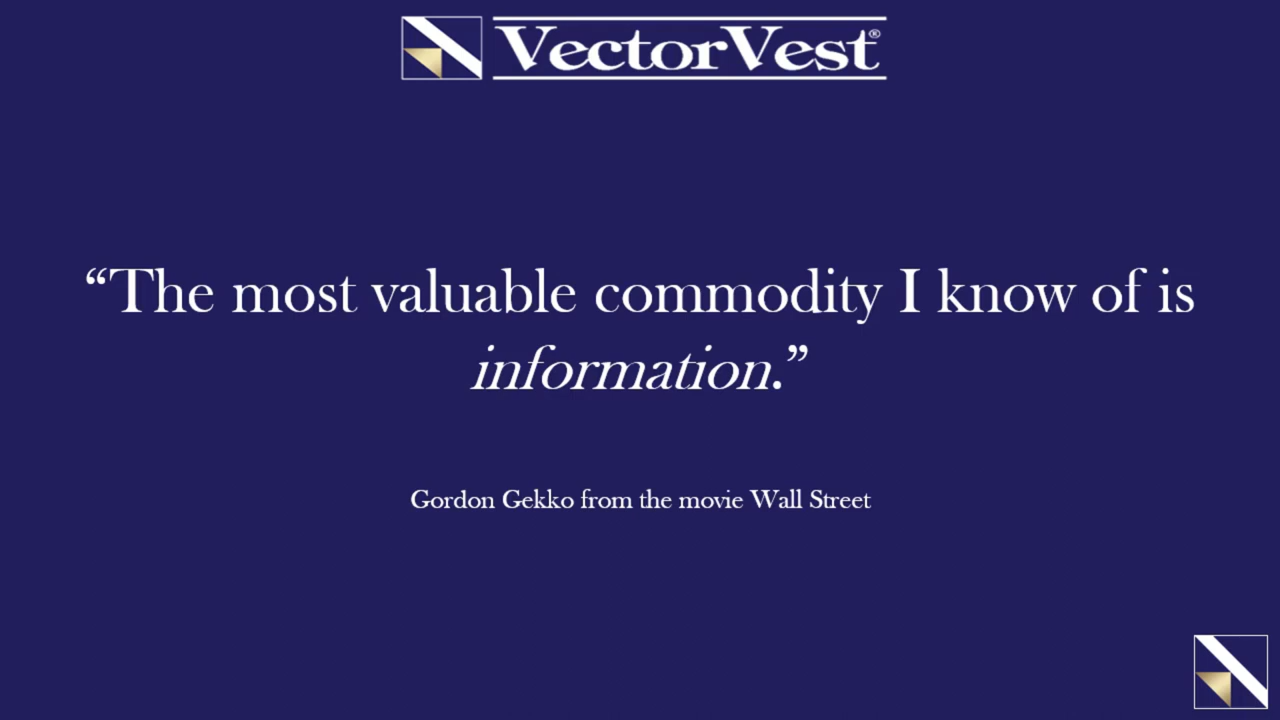 VectorVest®
“The most valuable commodity I know of is
information.”
Gordon Gekko from the movie Wall Street